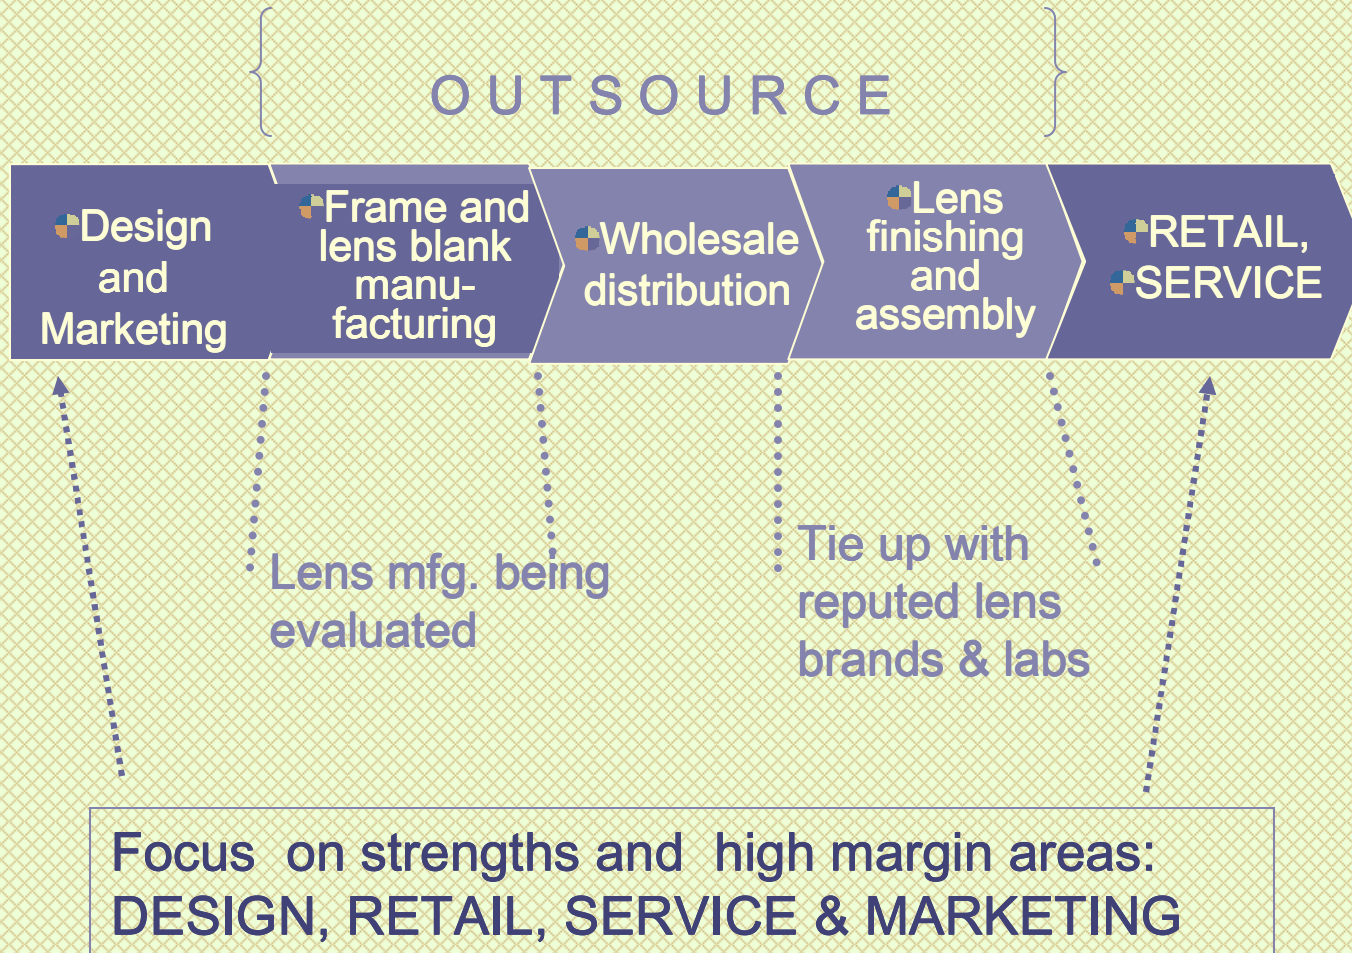 O U T S O U R C E
Design
and
Marketing
Frame and
lens blank
manu-
facturing
Wholesale
distribution
Lens
finishing
and
assembly
RETAIL,
SERVICE
Lens mfg. being
evaluated
Tie up with
reputed lens
brands & labs
Focus on strengths and high margin areas:
DESIGN, RETAIL, SERVICE & MARKETING